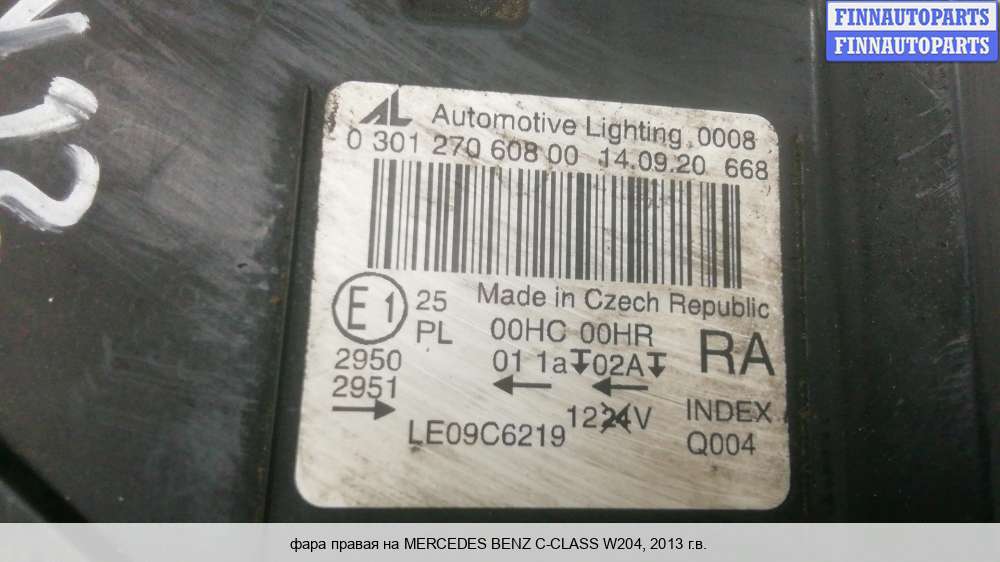 FINNAUTOPARTS
FINNAUTOPARTS
AL Automotive Lighting 0008
0 301 270 608 00 14.09.20 668
E1 25 Made in Czech Republic
PL 00HC 00HR RA
2950 01 1a 02A
2951
1224V INDEX
LE09C6219 Q004
фара правая на MERCEDES BENZ C-CLASS W204, 2013 г.в.